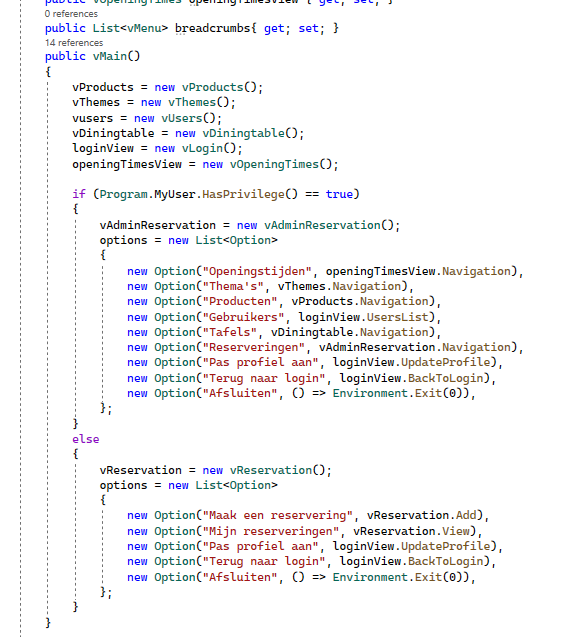 public vOpeningTimes openingTimesView { get; set; }
0 references
public List<vMenu> breadcrumbs{ get; set; }
14 references
public vMain()
{
vProducts = new vProducts();
vThemes = new vThemes();
vusers = new vUsers();
vDiningtable = new vDiningtable();
loginView = new vLogin();
openingTimesView = new vOpeningTimes();
if (Program.MyUser.HasPrivilege() == true)
{
vAdminReservation = new vAdminReservation();
options = new List<Option>
{
new Option("Openingstijden", openingTimesView.Navigation),
new Option("Thema's", vThemes.Navigation),
new Option("Producten", vProducts.Navigation),
new Option("Gebruikers", loginView.UsersList),
new Option("Tafels", vDiningtable.Navigation),
new Option("Reserveringen", vAdminReservation.Navigation),
new Option("Pas profiel aan", loginView.UpdateProfile),
new Option("Terug naar login", loginView.BackToLogin),
new Option("Afsluiten", () => Environment.Exit(0)),
};
}
else
{
vReservation = new vReservation();
options = new List<Option>
{
new Option("Maak een reservering", vReservation.Add),
new Option("Mijn reserveringen", vReservation.View),
new Option("Pas profiel aan", loginView.UpdateProfile),
new Option("Terug naar login", loginView.BackToLogin),
new Option("Afsluiten", () => Environment.Exit(0)),
};
}
}